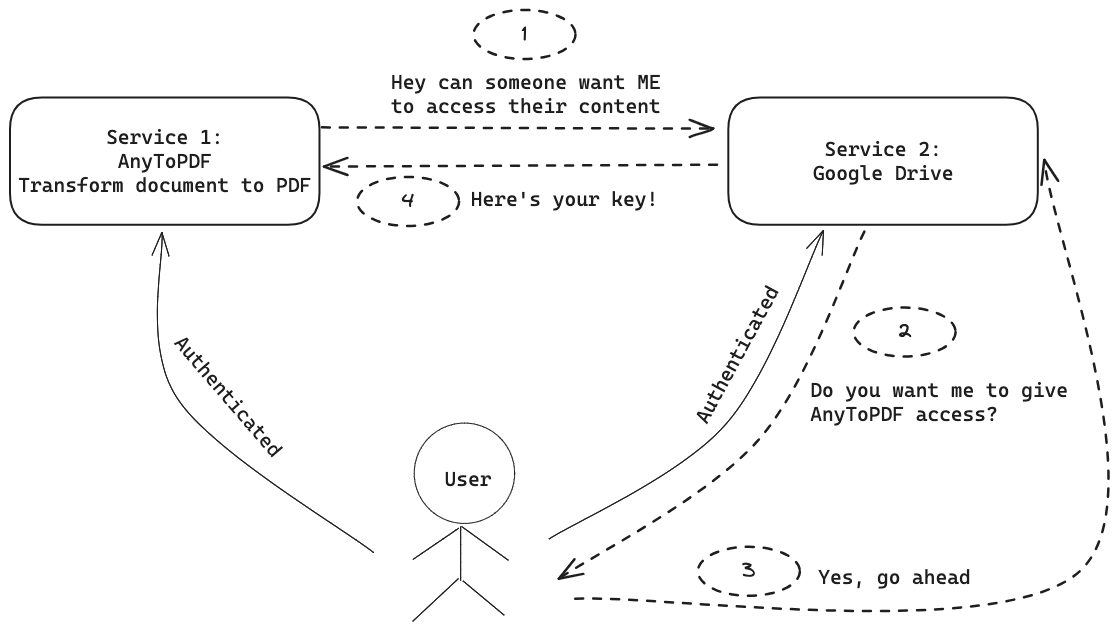 1
Hey can someone want ME
to access their content
Service 1:
AnyToPDF
Transform document to PDF
Service 2:
Google Drive
4
Here's your key!
Authenticated
Authenticated
2
Do you want me to give
AnyToPDF access?
User
3
Yes, go ahead